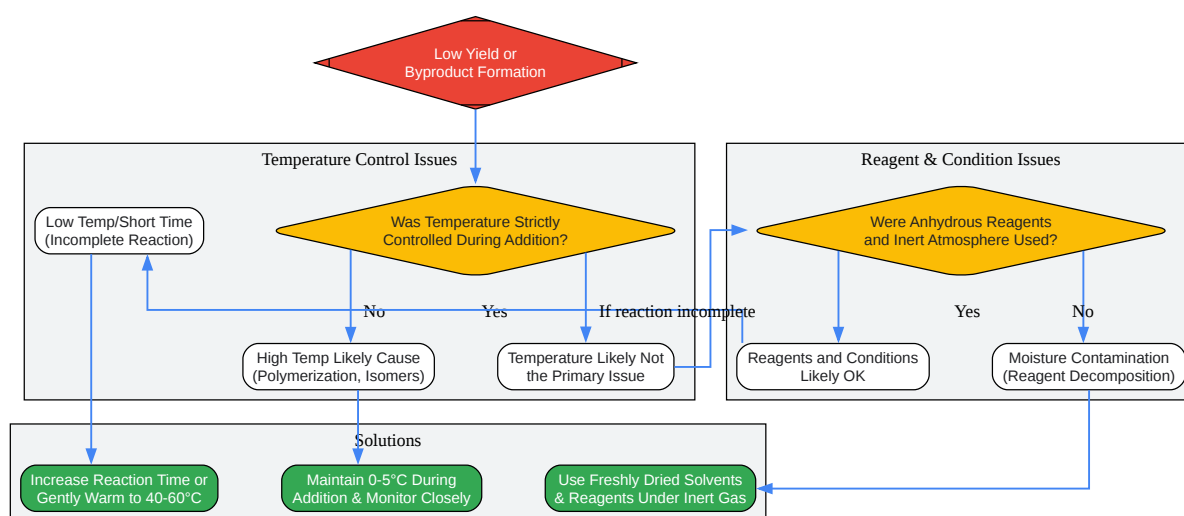 Low Yield or
Byproduct Formation
Temperature Control Issues
Reagent & Condition Issues
Low Temp/Short Time
(Incomplete Reaction)
Was Temperature Strictly
Controlled During Addition?
Were Anhydrous Reagents
and Inert Atmosphere Used?
No
Yes
If reaction incomplete
Yes
No
High Temp Likely Cause
(Polymerization, Isomers)
Temperature Likely Not
the Primary Issue
Reagents and Conditions
Likely OK
Moisture Contamination
(Reagent Decomposition)
Solutions
Increase Reaction Time or
Gently Warm to 40-60°C
Maintain 0-5°C During
Addition & Monitor Closely
Use Freshly Dried Solvents
& Reagents Under Inert Gas